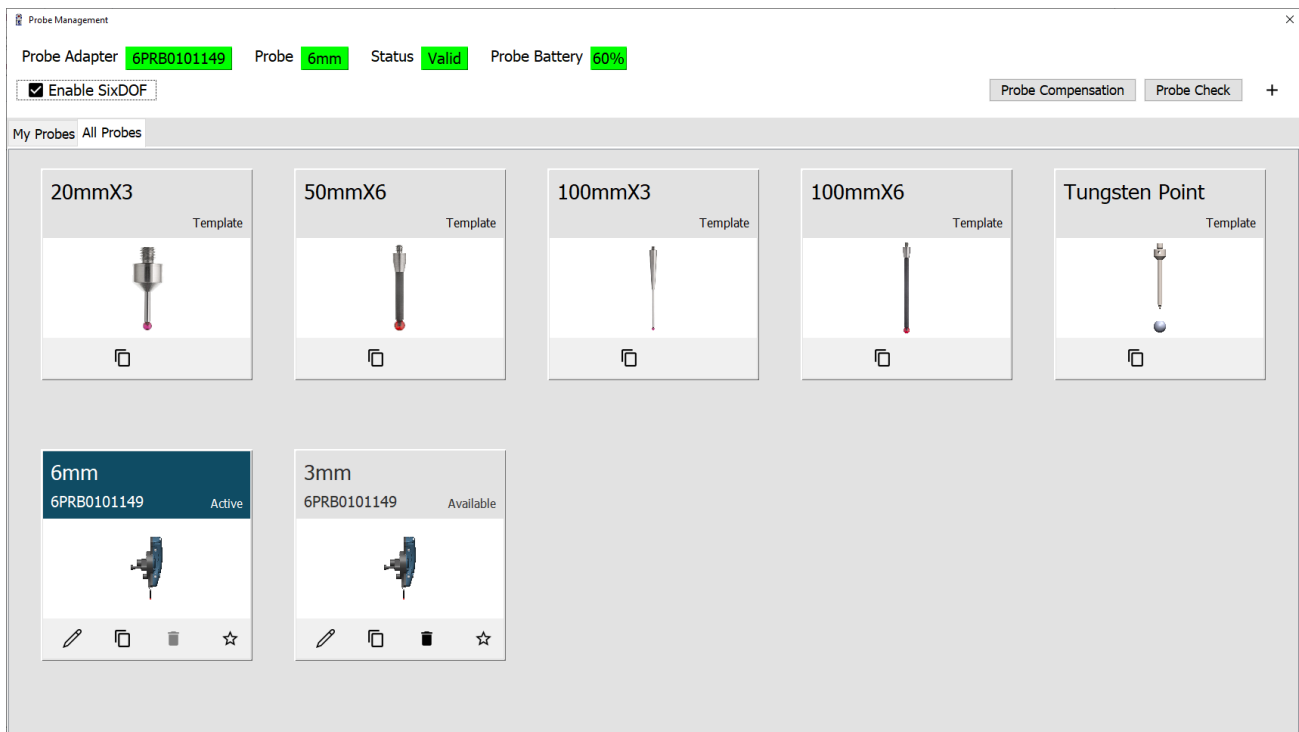 Probe Management
Probe Adapter 6PRB0101149 Probe 6mm Status Valid Probe Battery 60%
Enable SixDOF Probe Compensation Probe Check +
My Probes All Probes
20mmX3 50mmX6 100mmX3 100mmX6 Tungsten Point
Template Template Template Template Template
6mm 3mm
6PRB0101149 Active 6PRB0101149 Available